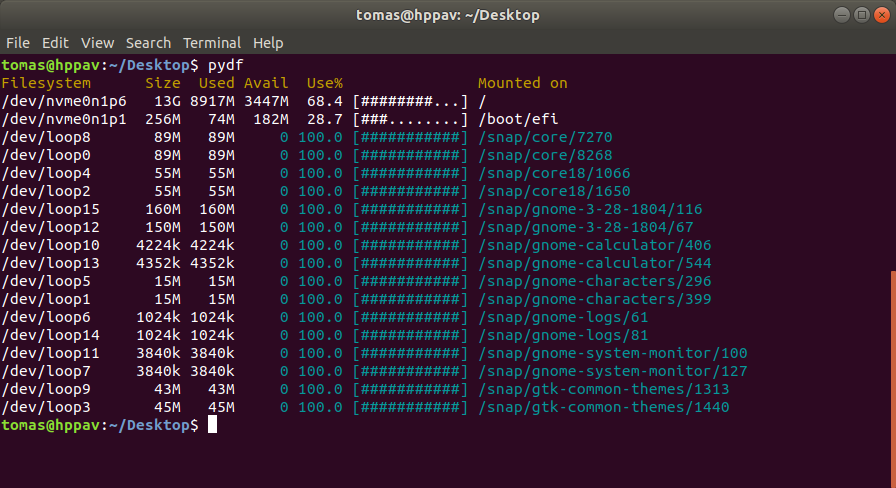 tomas@hppav: ~/Desktop
File Edit View Search Terminal Help
tomas@hppav:~/Desktop$ pydf
Filesystem      Size  Used Avail  Use%               Mounted on
/dev/nvme0n1p6   13G 8917M 3447M  68.4 [########...] /
/dev/nvme0n1p1  256M   74M  182M  28.7 [###........] /boot/efi
/dev/loop8       89M   89M     0 100.0 [###########] /snap/core/7270
/dev/loop0       89M   89M     0 100.0 [###########] /snap/core/8268
/dev/loop4       55M   55M     0 100.0 [###########] /snap/core18/1066
/dev/loop2       55M   55M     0 100.0 [###########] /snap/core18/1650
/dev/loop15     160M  160M     0 100.0 [###########] /snap/gnome-3-28-1804/116
/dev/loop12     150M  150M     0 100.0 [###########] /snap/gnome-3-28-1804/67
/dev/loop10    4224k 4224k     0 100.0 [###########] /snap/gnome-calculator/406
/dev/loop13    4352k 4352k     0 100.0 [###########] /snap/gnome-calculator/544
/dev/loop5       15M   15M     0 100.0 [###########] /snap/gnome-characters/296
/dev/loop1       15M   15M     0 100.0 [###########] /snap/gnome-characters/399
/dev/loop6     1024k 1024k     0 100.0 [###########] /snap/gnome-logs/61
/dev/loop14    1024k 1024k     0 100.0 [###########] /snap/gnome-logs/81
/dev/loop11    3840k 3840k     0 100.0 [###########] /snap/gnome-system-monitor/100
/dev/loop7     3840k 3840k     0 100.0 [###########] /snap/gnome-system-monitor/127
/dev/loop9       43M   43M     0 100.0 [###########] /snap/gtk-common-themes/1313
/dev/loop3       45M   45M     0 100.0 [###########] /snap/gtk-common-themes/1440
tomas@hppav:~/Desktop$